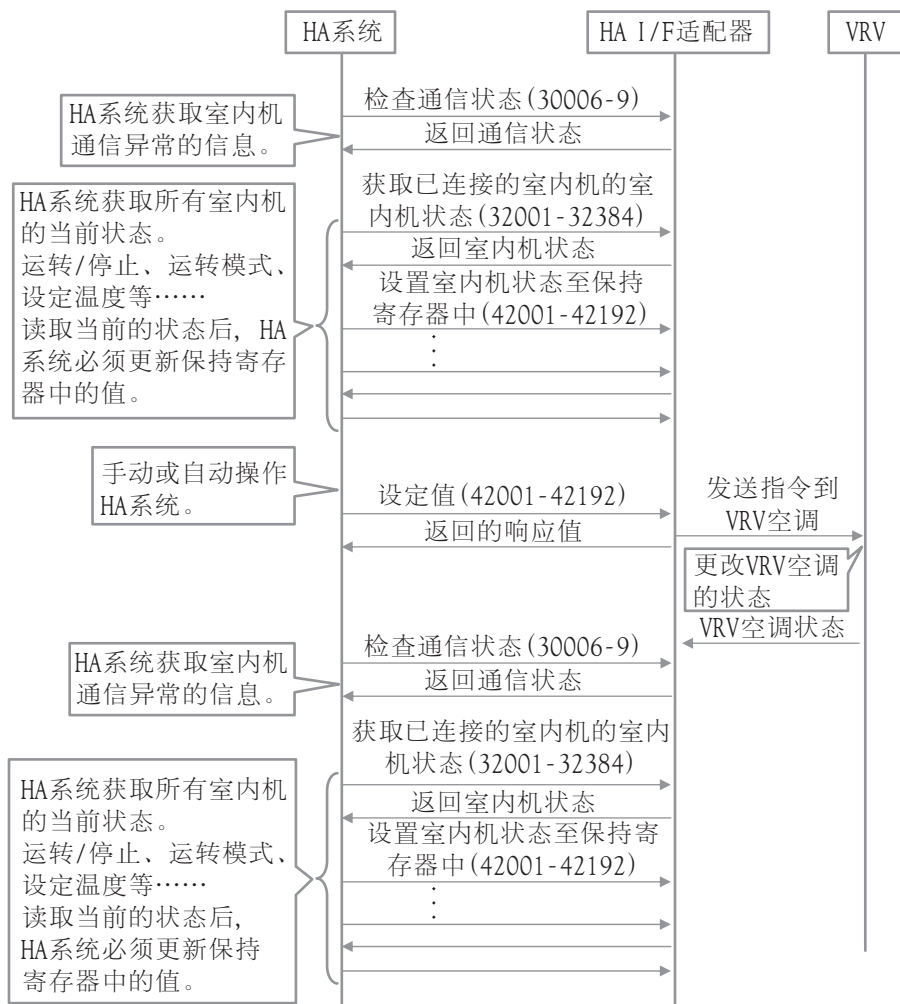 HA系统
HA I/F适配器
VRV
HA系统获取室内机
通信异常的信息。
检查通信状态(30006-9)
返回通信状态
HA系统获取所有室内机
的当前状态。
运转/停止、运转模式、
设定温度等……
读取当前的状态后, HA
系统必须更新保持寄存
器中的值。
获取已连接的室内机的室
内机状态(32001-32384)
返回室内机状态
设置室内机状态至保持
寄存器中(42001-42192)
⋮
手动或自动操作
HA系统。
设定值(42001-42192)
返回的响应值
发送指令到
VRV空调
更改VRV空调
的状态
VRV空调状态
HA系统获取室内机
通信异常的信息。
检查通信状态(30006-9)
返回通信状态
获取已连接的室内机的室内
机状态(32001-32384)
返回室内机状态
设置室内机状态至保持寄
存器中(42001-42192)
⋮
HA系统获取所有室内机
的当前状态。
运转/停止、运转模式、
设定温度等……
读取当前的状态后,
HA系统必须更新保持
寄存器中的值。